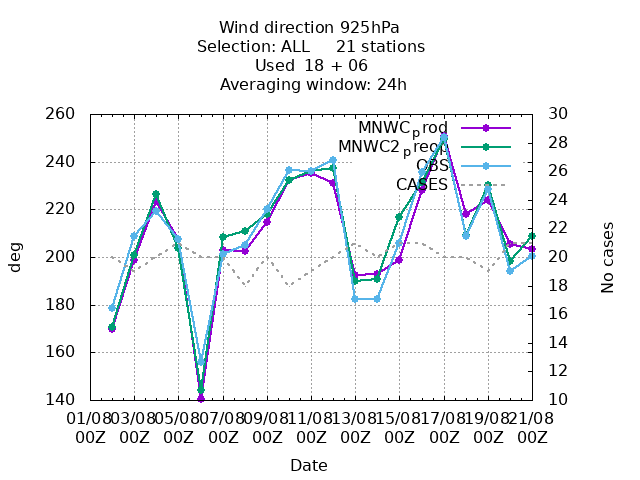 Wind direction 925hPa
Selection: ALL 21 stations
Used 18 + 06
Averaging window: 24h
260
240
220
200
180
160
140
30
28
26
24
22
20
18
16
14
12
10
MNWCprod
MNWC2preop
OBS
CASES
deg
No cases
01/08 03/08 05/08 07/08 09/08 11/08 13/08 15/08 17/08 19/08 21/08
00Z 00Z 00Z 00Z 00Z 00Z 00Z 00Z 00Z 00Z 00Z
Date